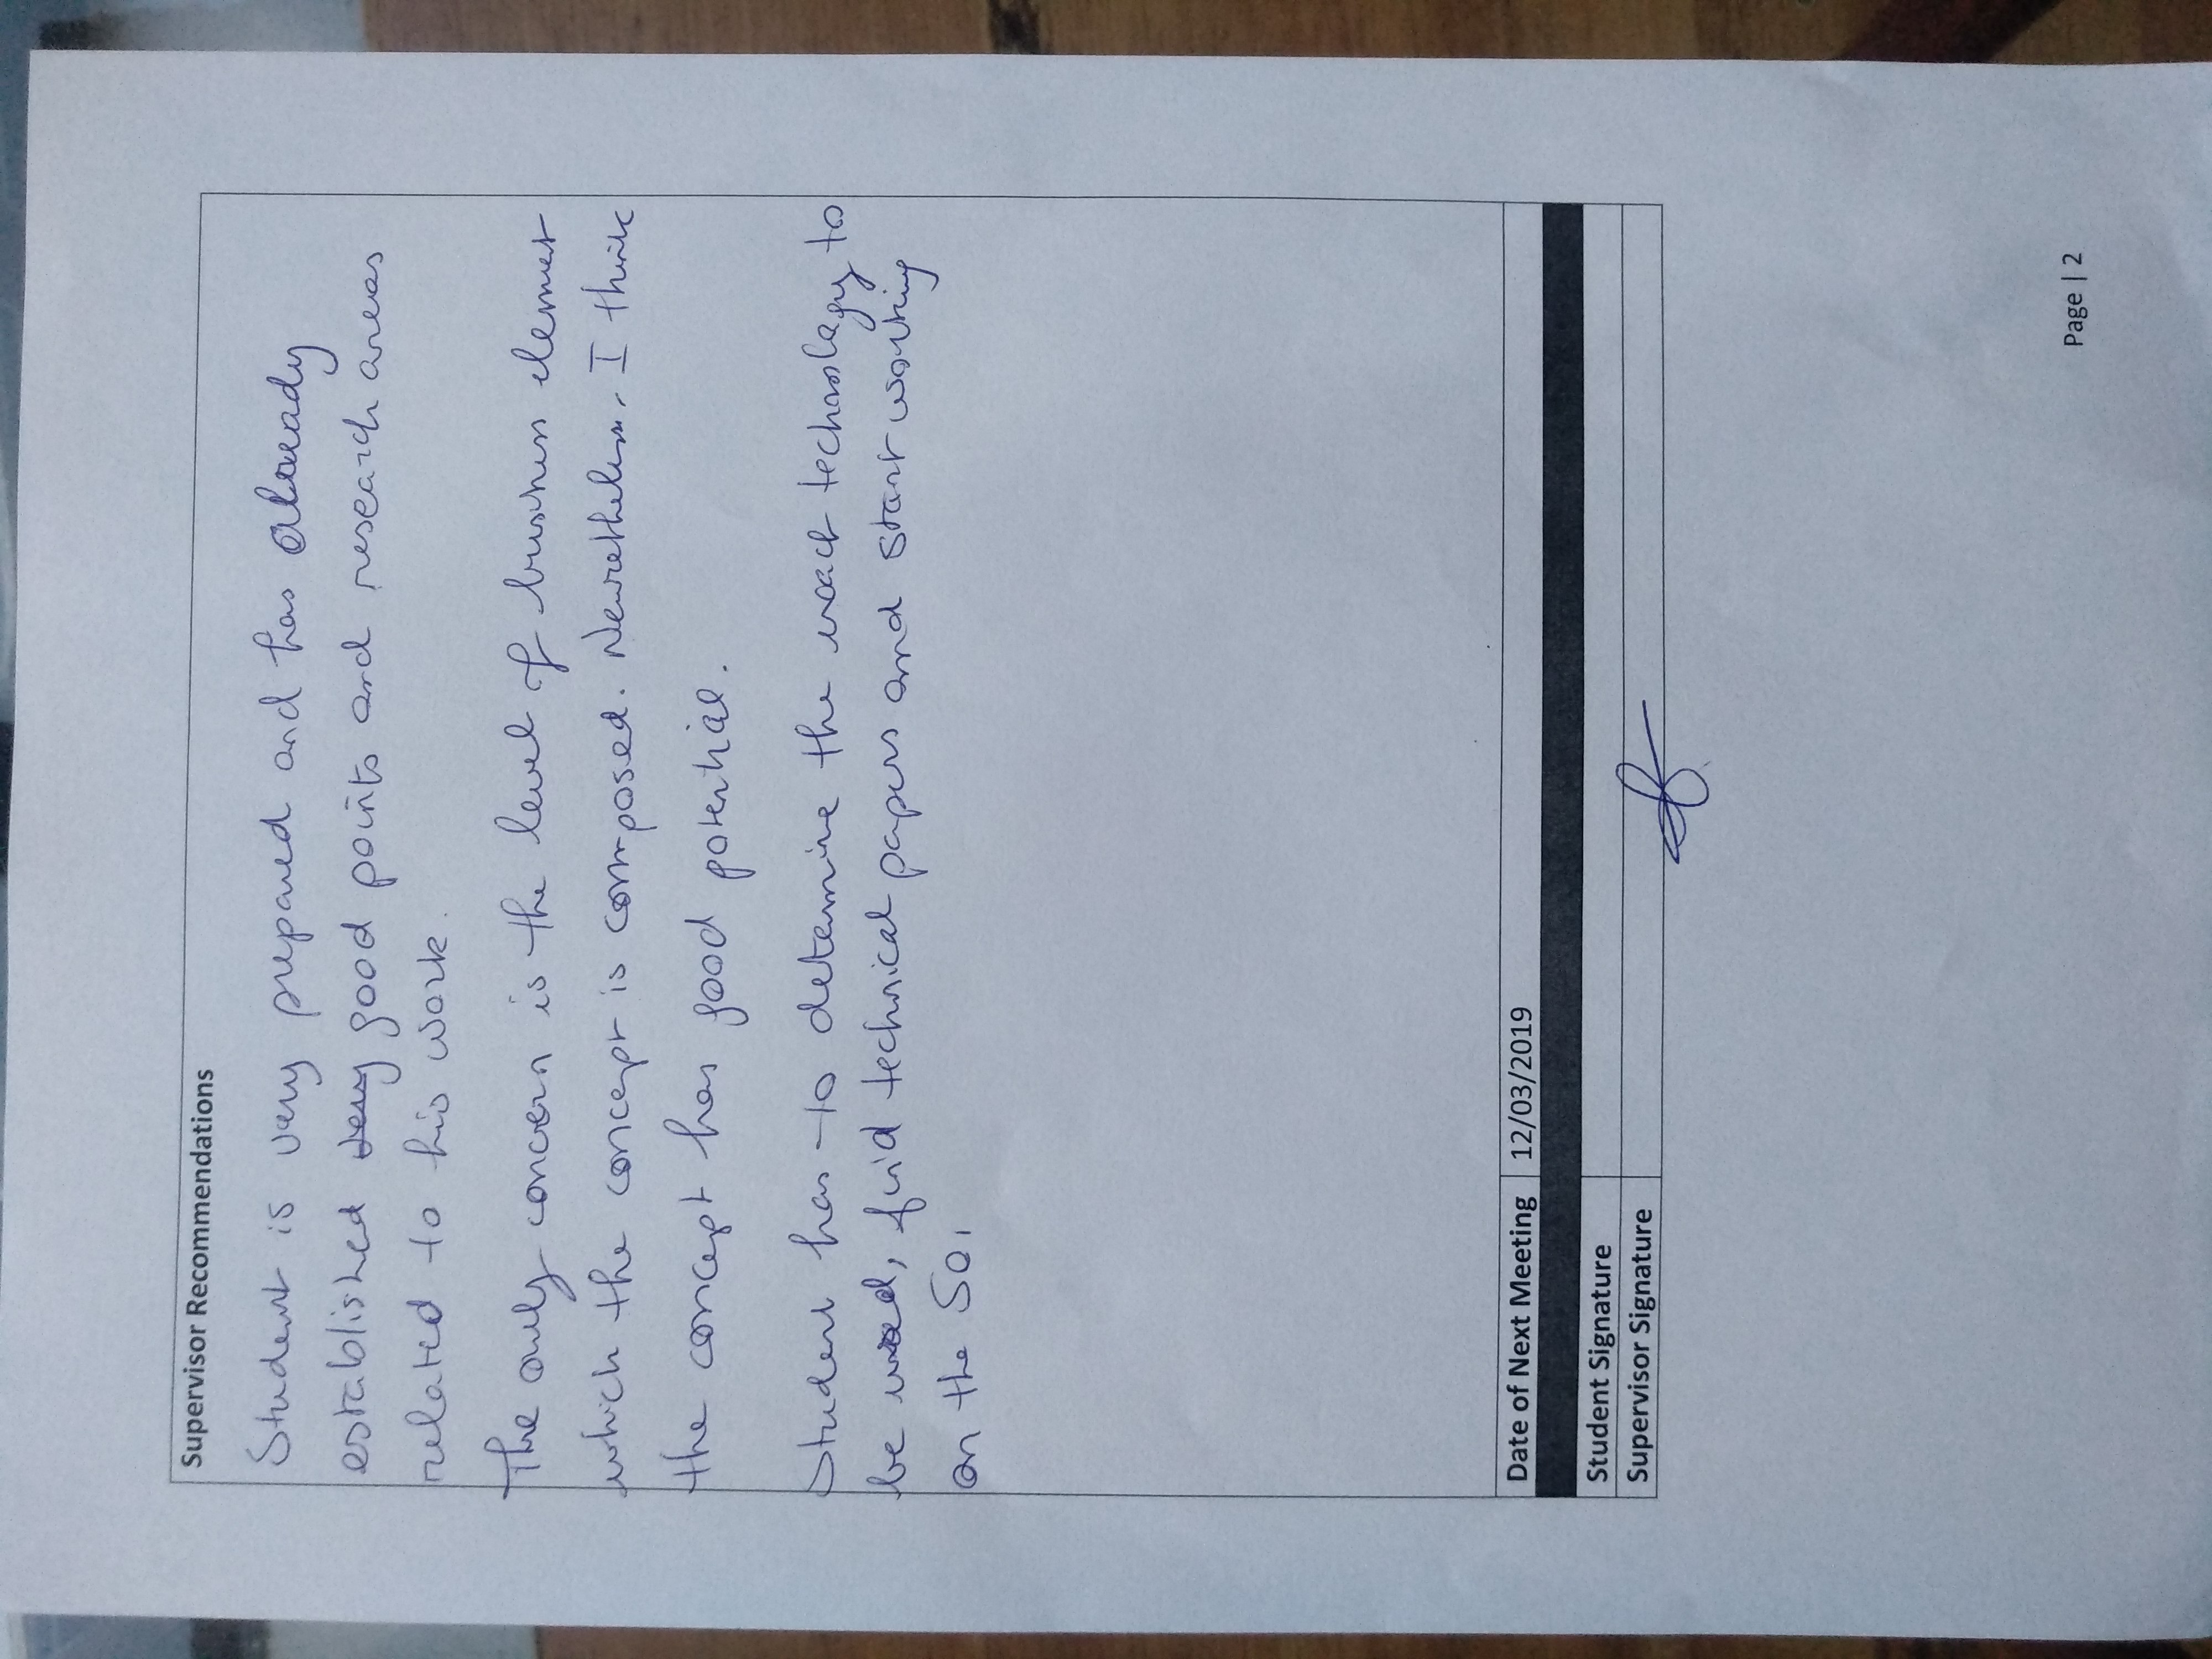 Supervisor Recommendations
Student is very prepared and has already
established very good points and research areas
related to his work.
The only concern is the level of business element
which the concept is composed. Nevertheless, I think
the concept has good potential.
Student has to determine the exact technology to
be used, find technical papers and start working
on the
Date of Next Meeting 12/03/2019
Student Signature
Supervisor Signature
Page | 2